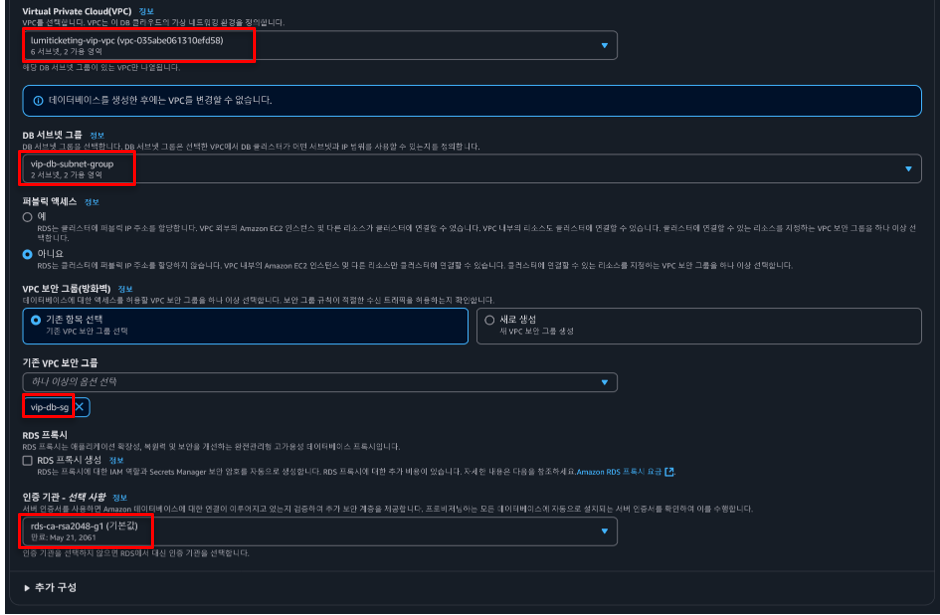 Virtual Private Cloud(VPC) 정보
VPC를 선택합니다. VPC는 이 DB 클러스터의 가상 네트워킹 환경을 정의합니다.
lumiticketing-vip-vpc (vpc-035abe061310efd58)
6 서브넷, 2 가용 영역
해당 DB 서브넷 그룹이 있는 VPC만 나열됩니다.
데이터베이스를 생성한 후에는 VPC를 변경할 수 없습니다.
DB 서브넷 그룹 정보
DB 서브넷 그룹을 선택합니다. DB 서브넷 그룹은 선택한 VPC에서 DB 클러스터가 어떤 서브넷과 IP 범위를 사용할 수 있는지를 정의합니다.
vip-db-subnet-group
2 서브넷, 2 가용 영역
퍼블릭 액세스 정보
예
RDS는 클러스터에 퍼블릭 IP 주소를 할당합니다. VPC 외부의 Amazon EC2 인스턴스 및 다른 리소스가 클러스터에 연결할 수 있습니다. VPC 내부의 리소스도 클러스터에 연결할 수 있습니다. 클러스터에 연결할 수 있는 리소스를 지정하는 VPC 보안 그룹을 하나 이상 선
택합니다.
아니요
RDS는 클러스터에 퍼블릭 IP 주소를 할당하지 않습니다. VPC 내부의 Amazon EC2 인스턴스 및 다른 리소스만 클러스터에 연결할 수 있습니다. 클러스터에 연결할 수 있는 리소스를 지정하는 VPC 보안 그룹을 하나 이상 선택합니다.
VPC 보안 그룹(방화벽) 정보
데이터베이스에 대한 액세스를 허용할 VPC 보안 그룹을 하나 이상 선택합니다. 보안 그룹 규칙이 적절한 수신 트래픽을 허용하는지 확인합니다.
기존 항목 선택
기존 VPC 보안 그룹 선택
새로 생성
새 VPC 보안 그룹 생성
기존 VPC 보안 그룹
하나 이상의 옵션 선택
vip-db-sg
RDS 프록시
RDS 프록시는 애플리케이션 확장성, 복원력 및 보안을 개선하는 완전관리형 고가용성 데이터베이스 프록시입니다.
RDS 프록시 생성 정보
RDS는 프록시에 대한 IAM 역할과 Secrets Manager 보안 암호를 자동으로 생성합니다. RDS 프록시에 대한 추가 비용이 있습니다. 자세한 내용은 다음을 참조하세요.Amazon RDS 프록시 요금
인증 기관 - 선택 사항 정보
서버 인증서를 사용하면 Amazon 데이터베이스에 대한 연결이 이루어지고 있는지 검증하여 추가 보안 계층을 제공합니다. 프로비저닝하는 모든 데이터베이스에 자동으로 설치되는 서버 인증서를 확인하여 이를 수행합니다.
rds-ca-rsa2048-g1 (기본값)
만료: May 21, 2061
인증 기관을 선택하지 않으면 RDS에서 대신 인증 기관을 선택합니다.
추가 구성